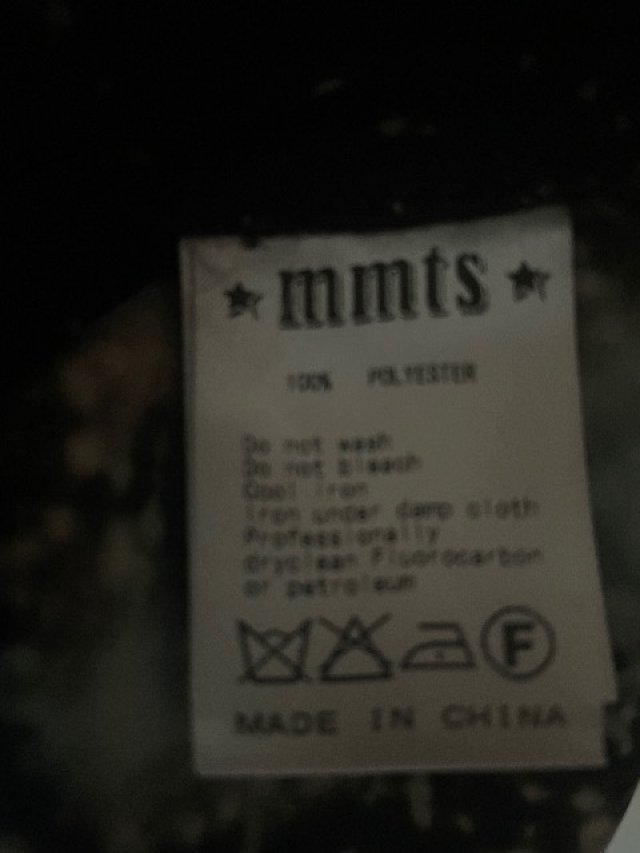 mmts
100% POLYESTER
Do not wash
Do not bleach
Cool iron
Iron under damp cloth
Professionally
dryclean Fluorocarbon
or petroleum
F
MADE IN CHINA